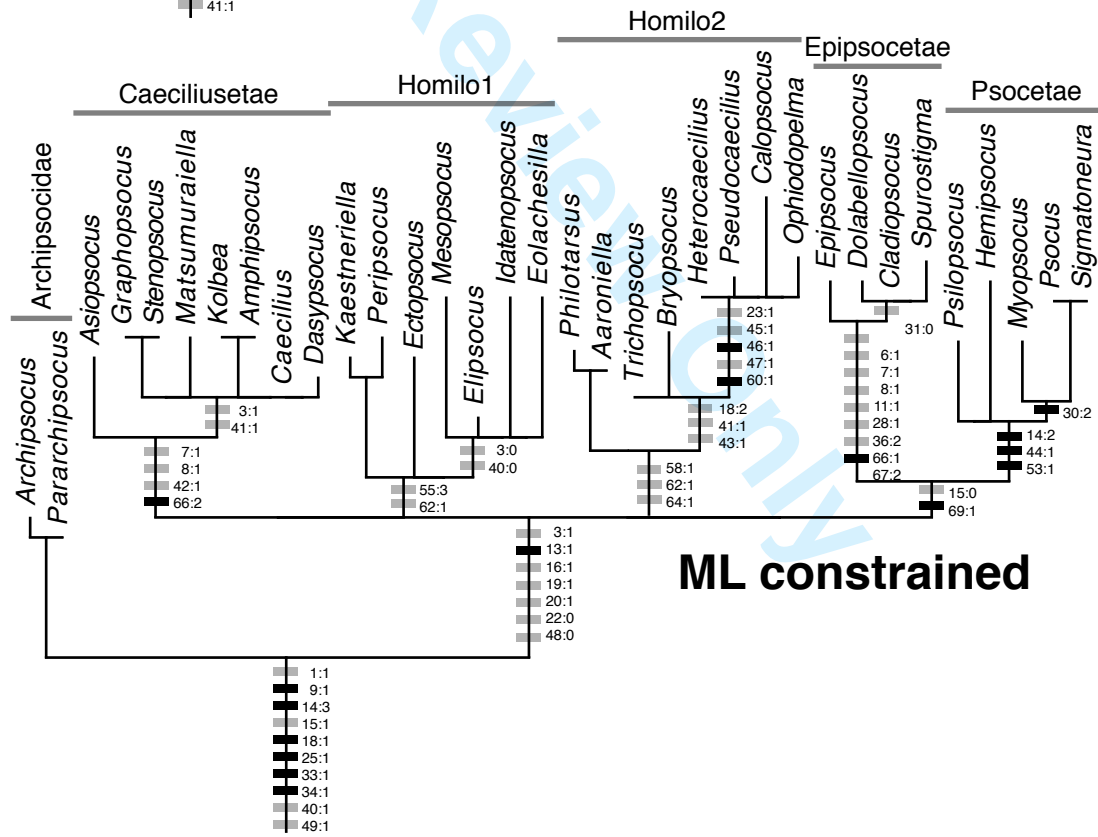 41:1
Homilo2
Epipsocetae
Homilo1
Caeciliusetae
Psocetae
Archipsocidae
Archipsocus
Pararchipsocus
Asiopsocus
Graphopsocus
Stenopsocus
Matsumuraiella
Kolbea
Amphipsocus
Caecilius
Dasypsocus
Kaestneriella
Peripsocus
Ectopsocus
Mesopsocus
Elipsocus
Idatenopsocus
Eolachesilla
Philotarsus
Aaroniella
Trichopsocus
Bryopsocus
Heterocaecilius
Pseudocaecilius
Calopsocus
Ophiodopelma
Epipsocus
Dolabellopsocus
Cladiopsocus
Spurostigma
Psilopsocus
Hemipsocus
Myopsocus
Psocus
Sigmatoneura
3:1
41:1
7:1
8:1
42:1
66:2
3:0
40:0
55:3
62:1
23:1
45:1
46:1
47:1
60:1
18:2
41:1
43:1
58:1
62:1
64:1
31:0
6:1
7:1
8:1
11:1
28:1
36:2
66:1
67:2
30:2
14:2
44:1
53:1
15:0
69:1
3:1
13:1
16:1
19:1
20:1
22:0
48:0
ML constrained
1:1
9:1
14:3
15:1
18:1
25:1
33:1
34:1
40:1
49:1
Review Only